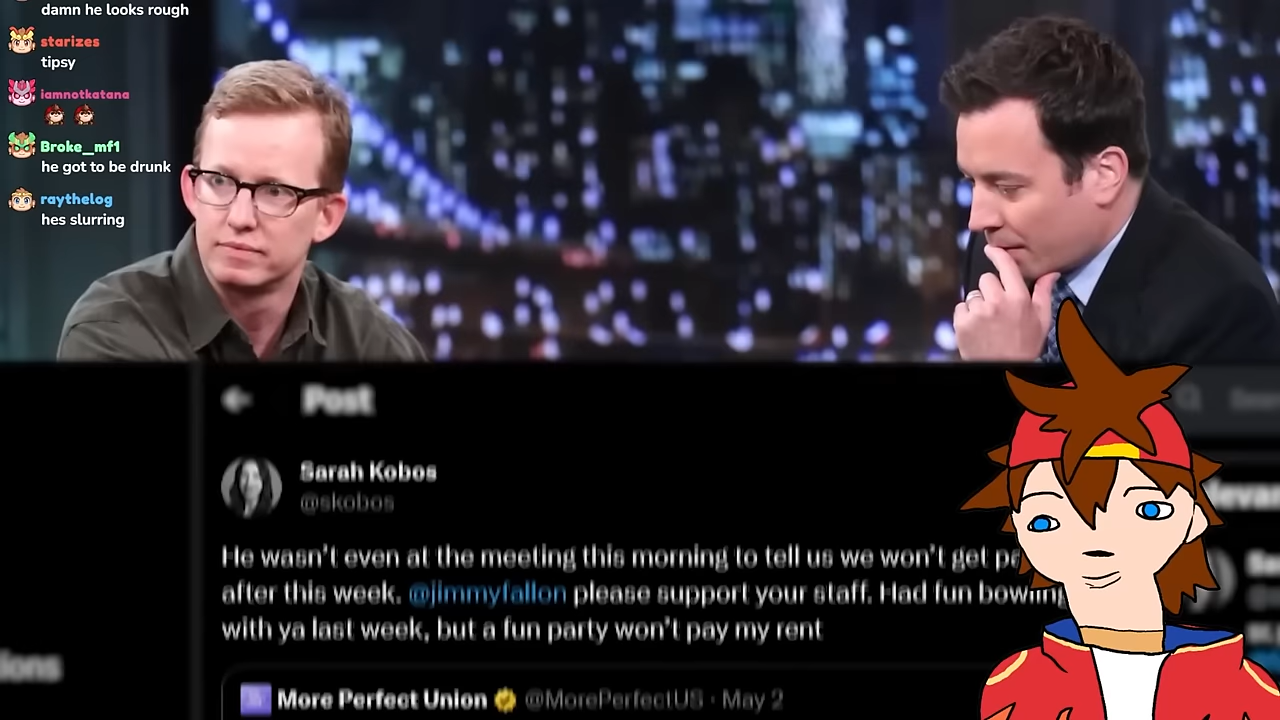 damn he looks rough
starizes
tipsy
iamnotkatana
Broke_mf1
he got to be drunk
raythelog
hes slurring
Post
Sarah Kobos
@skobos
He wasn't even at the meeting this morning to tell us we won't get
after this week. @jimmyfallon please support your staff. Had fun bowling
with ya last week, but a fun party won't pay my rent
More Perfect Union @MorePerfectUS · May 2